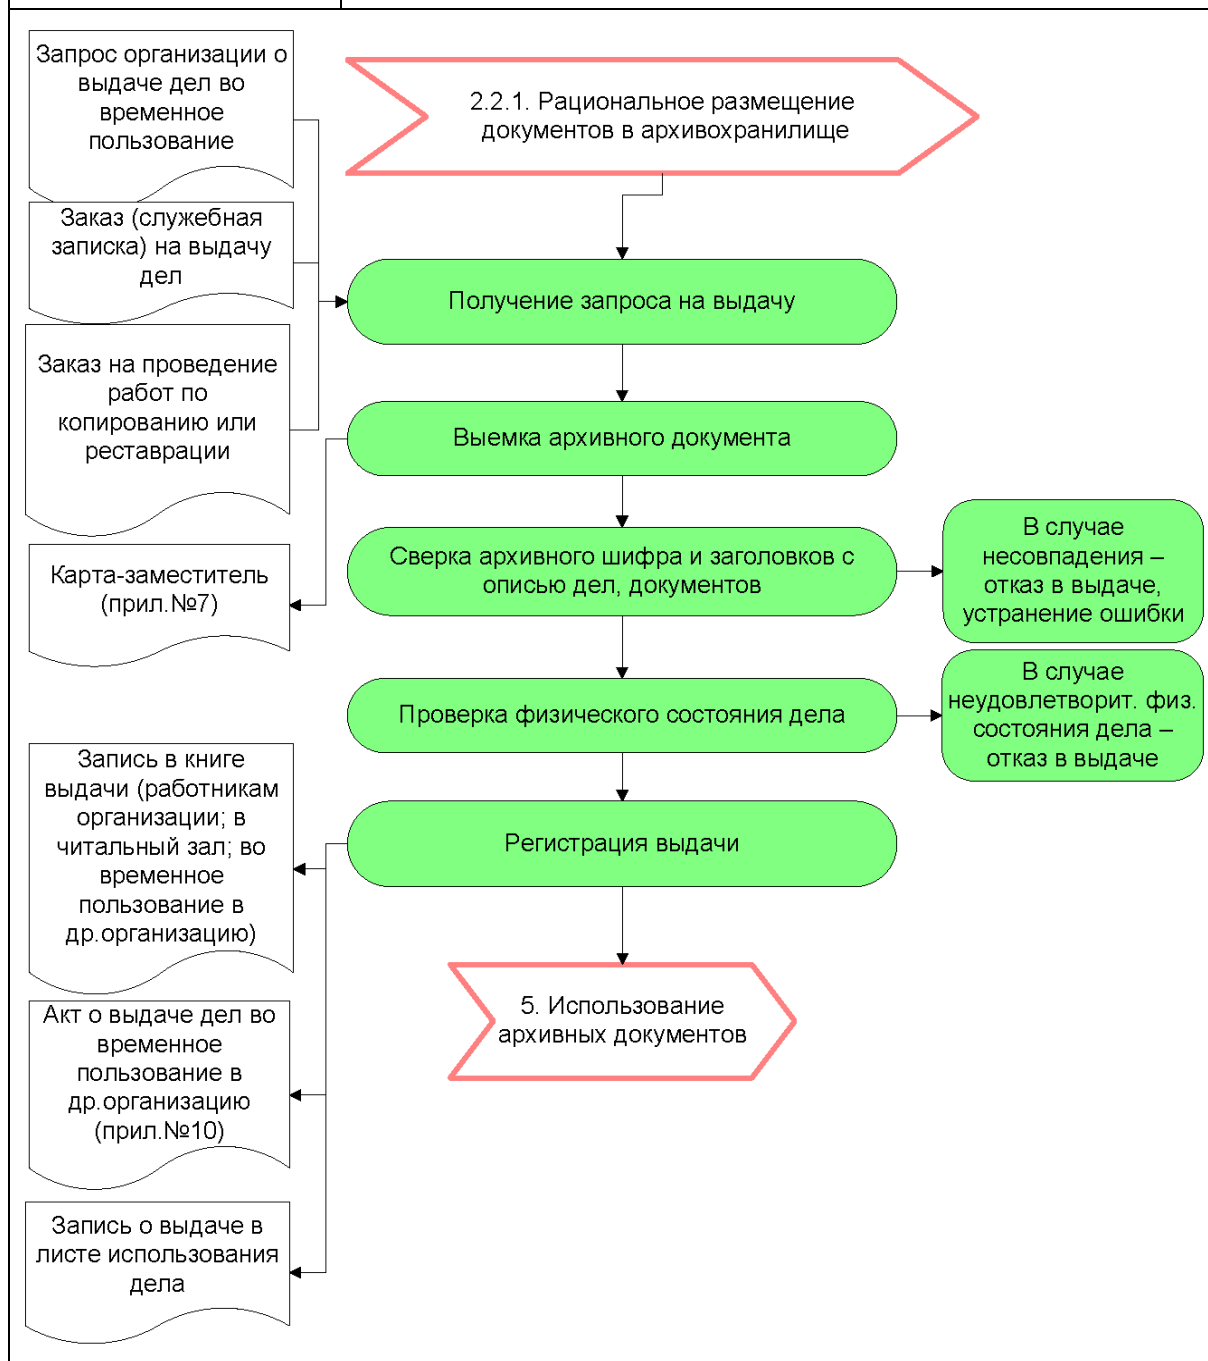 Запрос организации о
выдаче дел во
временное
пользование
2.2.1. Рациональное размещение
документов в архивохранилище
Заказ (служебная
записка) на выдачу
дел
Получение запроса на выдачу
Заказ на проведение
работ по
копированию или
реставрации
Выемка архивного документа
Карта-заместитель
(прил.№7)
Сверка архивного шифра и заголовков с
описью дел, документов
В случае
несовпадения –
отказ в выдаче,
устранение ошибки
Проверка физического состояния дела
В случае
неудовлетворит. физ.
состояния дела –
отказ в выдаче
Запись в книге
выдачи (работникам
организации; в
читальный зал; во
временное
пользование в
др.организацию)
Регистрация выдачи
5. Использование
архивных документов
Акт о выдаче дел во
временное
пользование в
др.организацию
(прил.№10)
Запись о выдаче в
листе использования
дела